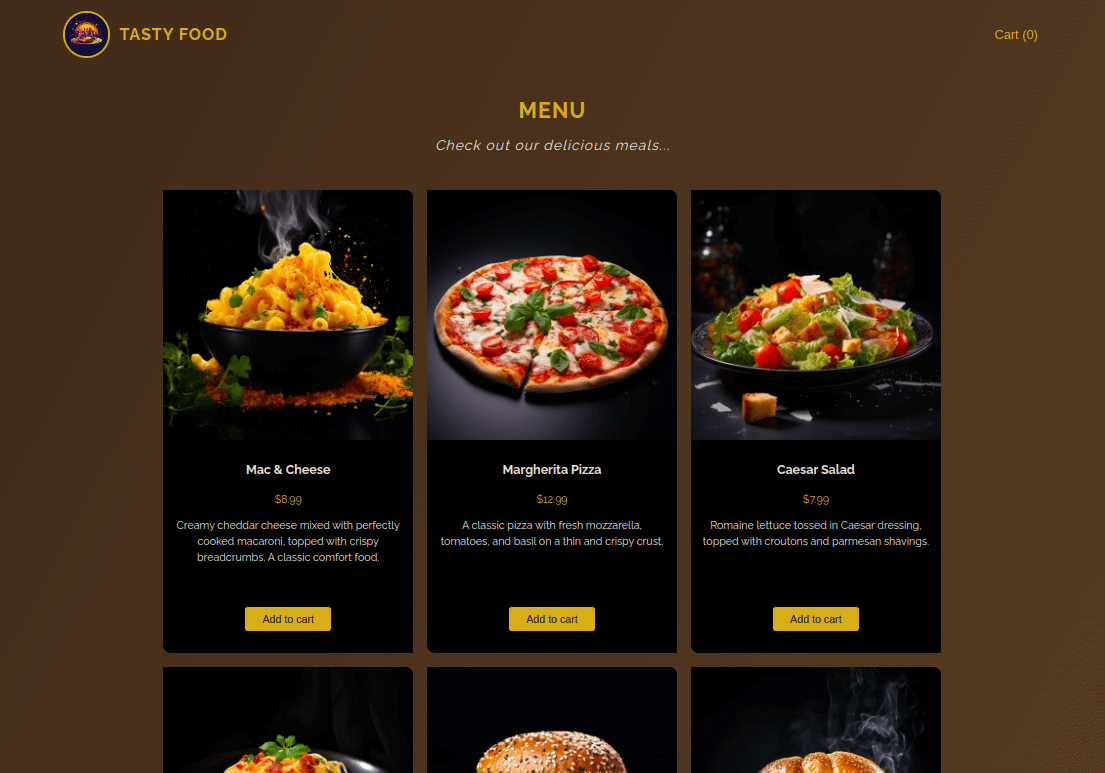 TASTY FOOD
Cart (0)
MENU
Check out our delicious meals...
Mac & Cheese
$8.99
Creamy cheddar cheese mixed with perfectly
cooked macaroni, topped with crispy
breadcrumbs. A classic comfort food.
Add to cart
Margherita Pizza
$12.99
A classic pizza with fresh mozzarella,
tomatoes, and basil on a thin and crispy crust.
Add to cart
Caesar Salad
$7.99
Romaine lettuce tossed in Caesar dressing,
topped with croutons and parmesan shavings.
Add to cart